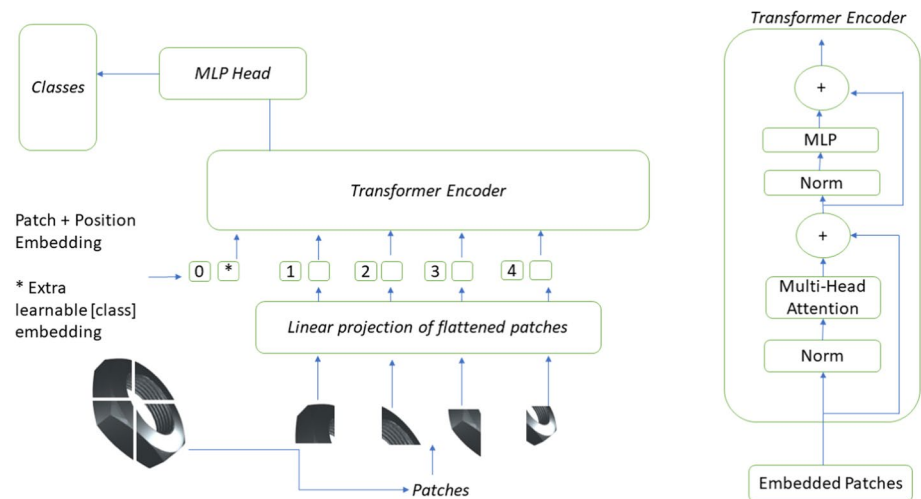 Classes
MLP Head
Transformer Encoder
Patch + Position
Embedding
* Extra
learnable [class]
embedding
0 * 1 2 3 4
Linear projection of flattened patches
Patches
Transformer Encoder
+
MLP
Norm
+
Multi-Head
Attention
Norm
Embedded Patches